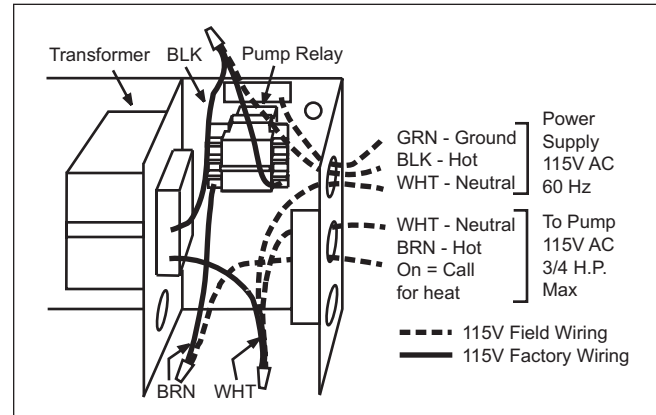 Transformer BLK Pump Relay
GRN - Ground
BLK - Hot
WHT - Neutral
Power
Supply
115V AC
60 Hz
WHT - Neutral
BRN - Hot
On = Call
for heat
To Pump
115V AC
3/4 H.P.
Max
115V Field Wiring
115V Factory Wiring
BRN WHT